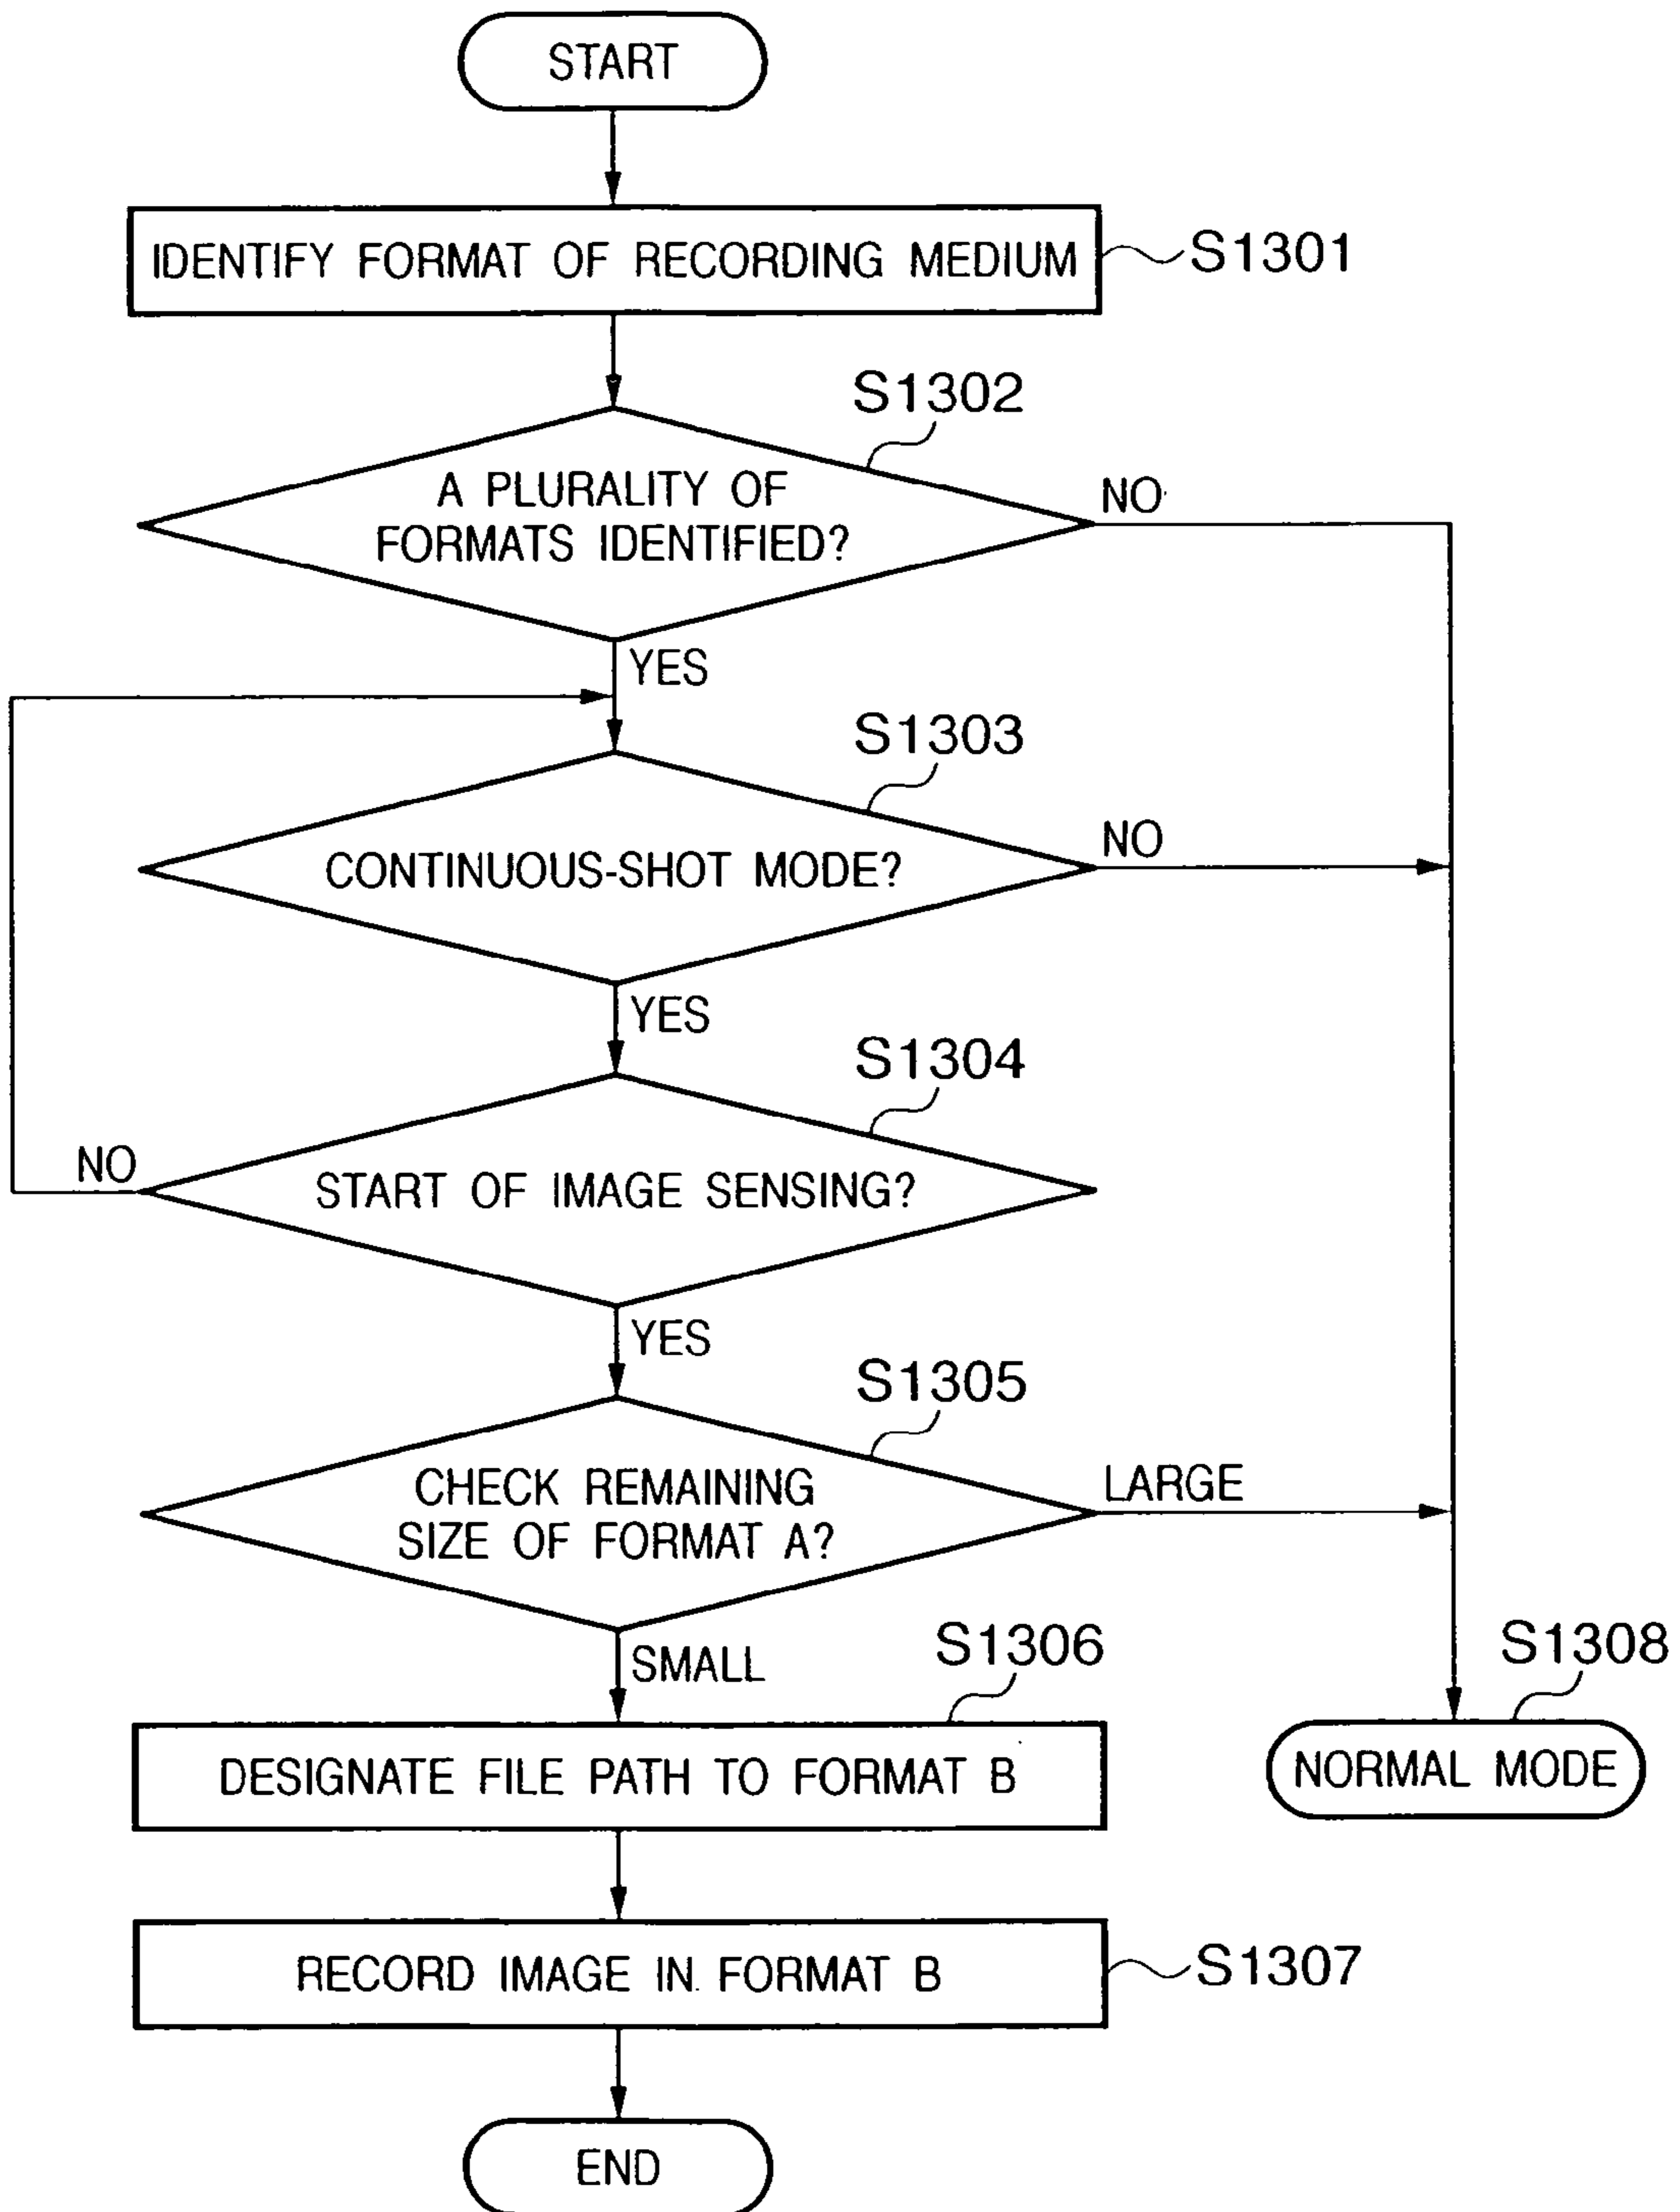 START
IDENTIFY FORMAT OF RECORDING MEDIUM
S1301
S1302
A PLURALITY OF
FORMATS IDENTIFIED?
NO
YES
S1303
CONTINUOUS-SHOT MODE?
NO
YES
S1304
START OF IMAGE SENSING?
NO
YES
S1305
CHECK REMAINING
SIZE OF FORMAT A?
LARGE
SMALL
S1306
DESIGNATE FILE PATH TO FORMAT B
S1308
NORMAL MODE
RECORD IMAGE IN FORMAT B
S1307
END